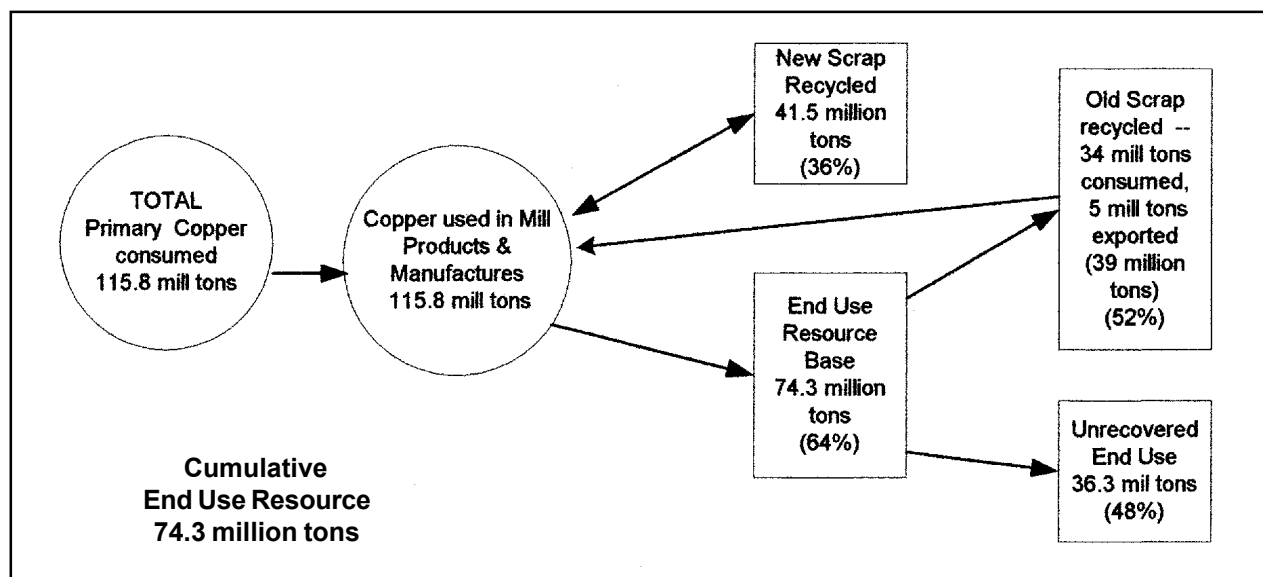 TOTAL
Primary Copper
consumed
115.8 mill tons
Copper used in Mill
Products &
Manufactures
115.8 mill tons
New Scrap
Recycled
41.5 million
tons
(36%)
End Use
Resource
Base
74.3 million
tons
(64%)
Old Scrap
recycled --
34 mill tons
consumed,
5 mill tons
exported
(39 million
tons)
(52%)
Unrecovered
End Use
36.3 mil tons
(48%)
Cumulative
End Use Resource
74.3 million tons